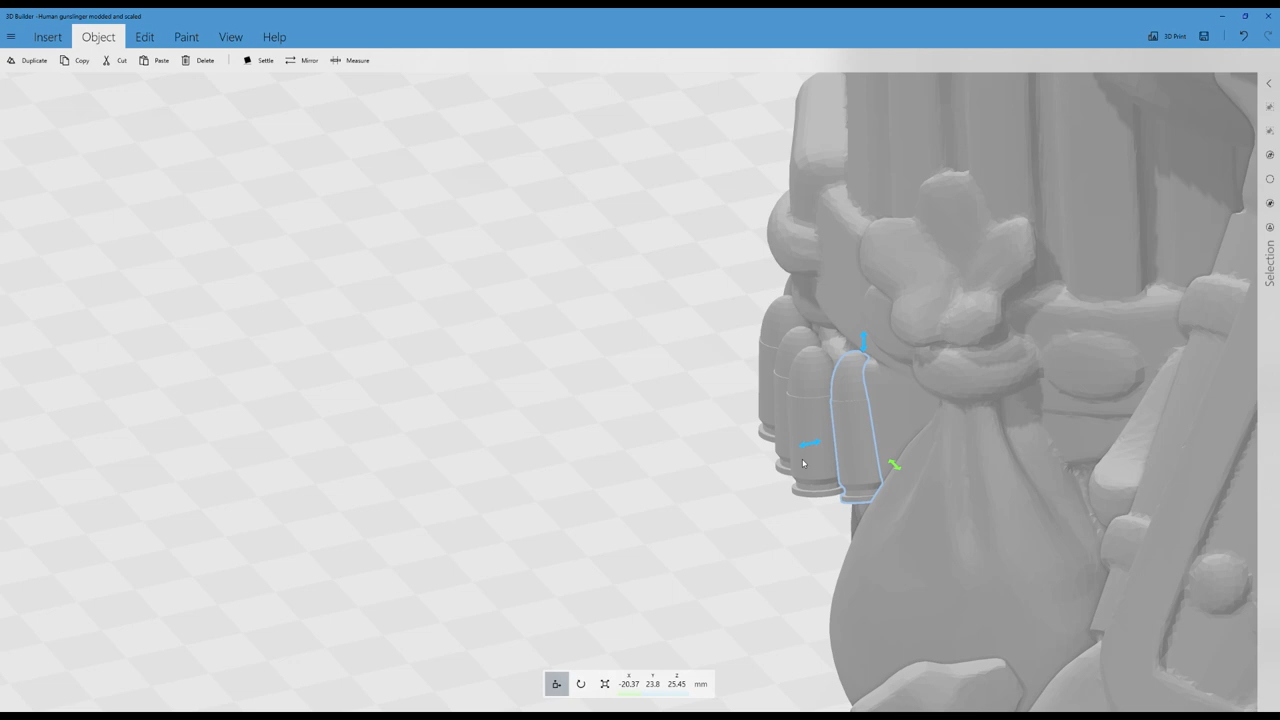 3D Builder -Human gunslinger modded and scaled
Insert Object Edit Paint View Help 3D Print
Duplicate Copy Cut Paste Delete Settle Mirror Measure
Selection
X Y Z
-20.37 23.8 25.45 mm